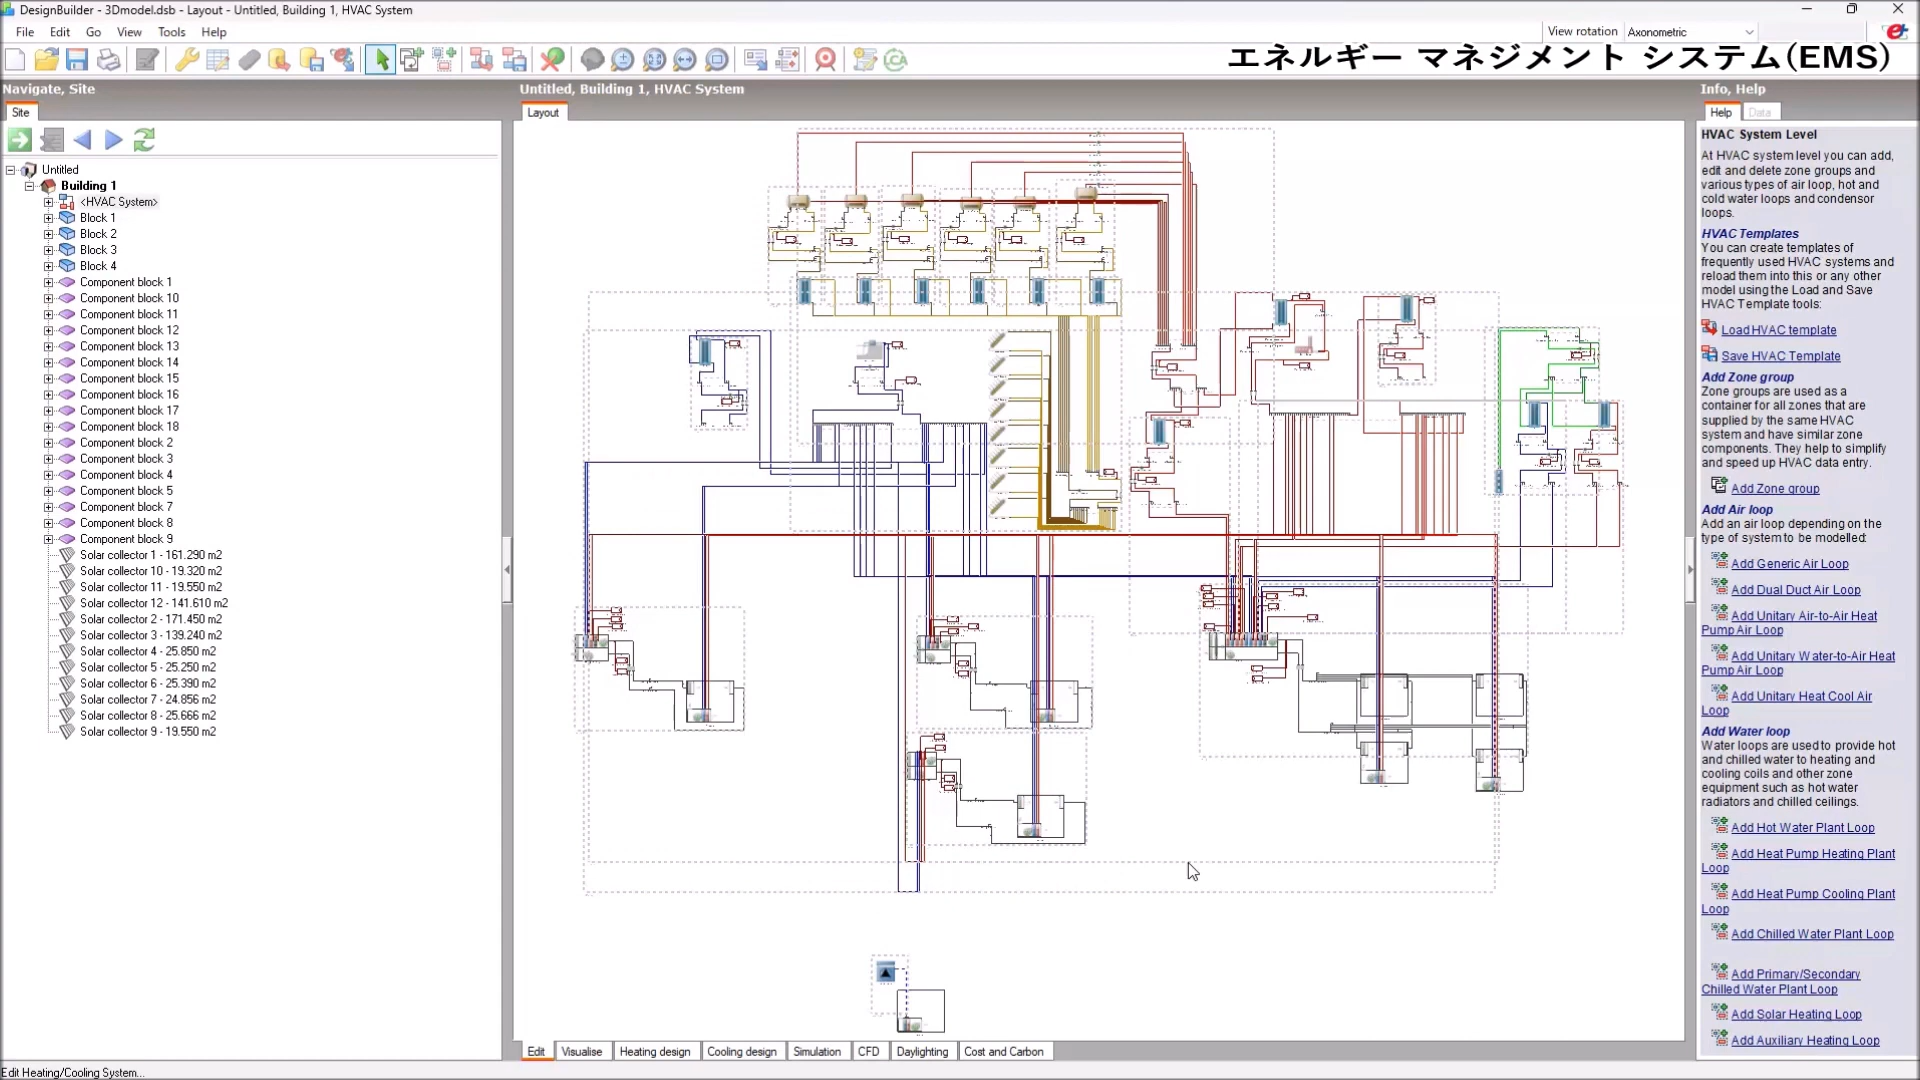 DesignBuilder - 3Dmodel.dsb - Layout - Untitled, Building 1, HVAC System
File Edit Go View Tools Help
View rotation Axonometric
エネルギー マネジメント システム(EMS)
Navigate, Site
Site
Untitled
Building 1
<HVAC System>
Block 1
Block 2
Block 3
Block 4
Component block 1
Component block 10
Component block 11
Component block 12
Component block 13
Component block 14
Component block 15
Component block 16
Component block 17
Component block 18
Component block 2
Component block 3
Component block 4
Component block 5
Component block 7
Component block 8
Component block 9
Solar collector 1 - 161.290 m2
Solar collector 10 - 19.320 m2
Solar collector 11 - 19.550 m2
Solar collector 12 - 141.610 m2
Solar collector 2 - 171.450 m2
Solar collector 3 - 139.240 m2
Solar collector 4 - 25.850 m2
Solar collector 5 - 25.250 m2
Solar collector 6 - 25.390 m2
Solar collector 7 - 24.856 m2
Solar collector 8 - 25.666 m2
Solar collector 9 - 19.550 m2
Untitled, Building 1, HVAC System
Layout
Edit Visualise Heating design Cooling design Simulation CFD Daylighting Cost and Carbon
Info, Help
Help Data
HVAC System Level
At HVAC system level you can add,
edit and delete zone groups and
various types of air loop, hot and
cold water loops and condensor
loops.
HVAC Templates
You can create templates of
frequently used HVAC systems and
reload them into this or any other
model using the Load and Save
HVAC Template tools:
Load HVAC template
Save HVAC Template
Add Zone group
Zone groups are used as a
container for all zones that are
supplied by the same HVAC
system and have similar zone
components. They help to simplify
and speed up HVAC data entry.
Add Zone group
Add Air loop
Add an air loop depending on the
type of system to be modelled:
Add Generic Air Loop
Add Dual Duct Air Loop
Add Unitary Air-to-Air Heat
Pump Air Loop
Add Unitary Water-to-Air Heat
Pump Air Loop
Add Unitary Heat Cool Air
Loop
Add Water loop
Water loops are used to provide hot
and chilled water to heating and
cooling coils and other zone
equipment such as hot water
radiators and chilled ceilings.
Add Hot Water Plant Loop
Add Heat Pump Heating Plant
Loop
Add Heat Pump Cooling Plant
Loop
Add Chilled Water Plant Loop
Add Primary/Secondary
Chilled Water Plant Loop
Add Solar Heating Loop
Add Auxiliary Heating Loop
Edit Heating/Cooling System...